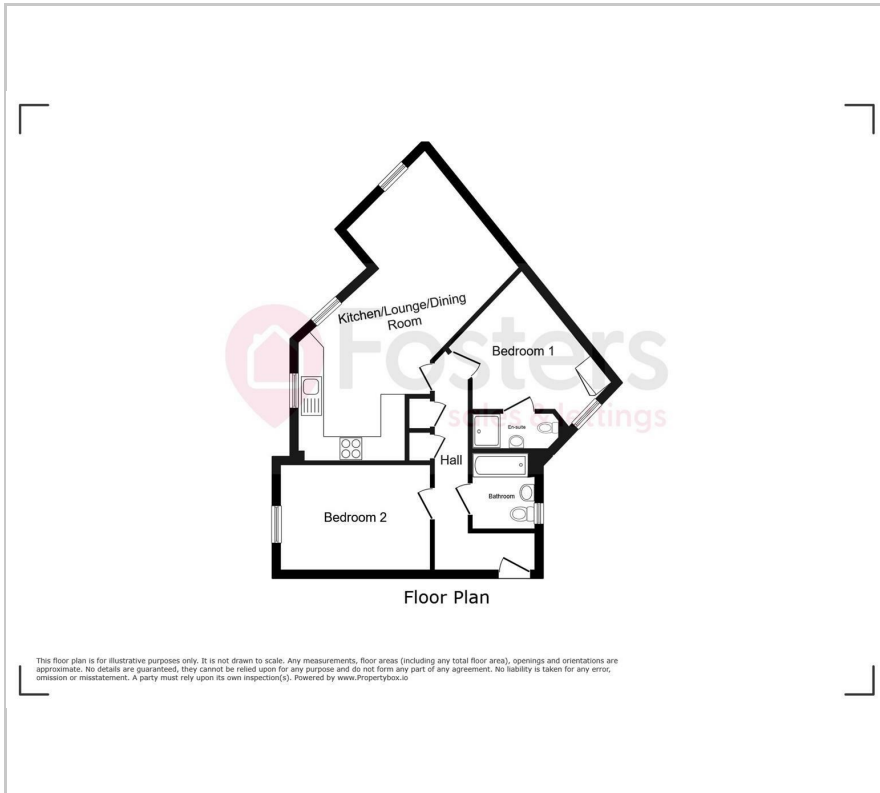 Kitchen/Lounge/Dining
Room
Fosters
sales & lettings
Bedroom 1
En-suite
Hall
Bathroom
Bedroom 2
Floor Plan
This floor plan is for illustrative purposes only. It is not drawn to scale. Any measurements, floor areas (including any total floor area), openings and orientations are
approximate. No details are guaranteed, they cannot be relied upon for any purpose and do not form any part of any agreement. No liability is taken for any error,
omission or misstatement. A party must rely upon its own inspection(s). Powered by www.Propertybox.io